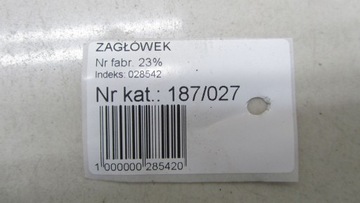 ZAGŁÓWEK
Nr fabr. 23%
Indeks: 028542
Nr kat.: 187/027
1 000000 285420